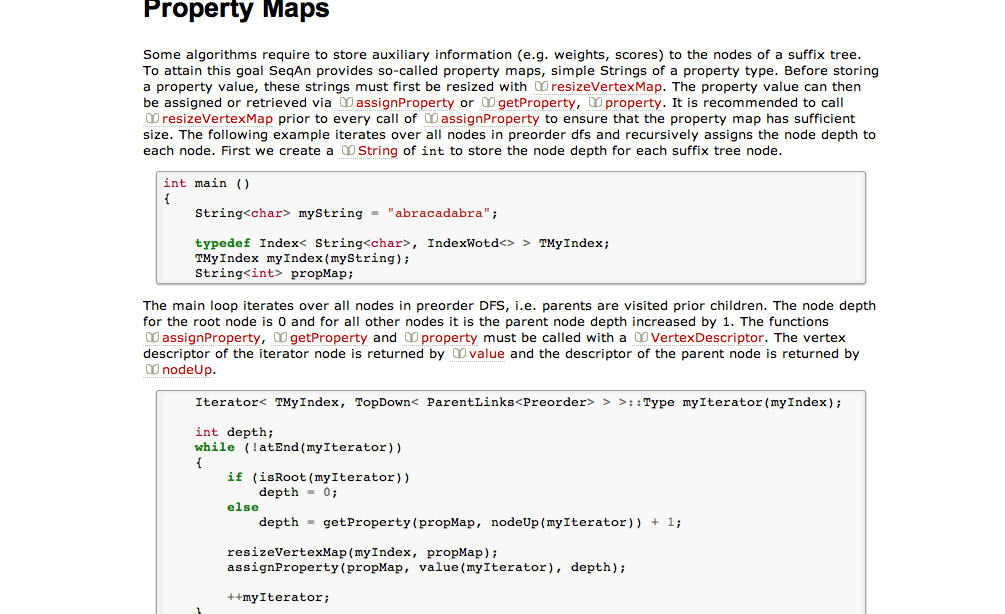 Property Maps
Some algorithms require to store auxiliary information (e.g. weights, scores) to the nodes of a suffix tree.
To attain this goal SeqAn provides so-called property maps, simple Strings of a property type. Before storing
a property value, these strings must first be resized with resizeVertexMap. The property value can then
be assigned or retrieved via assignProperty or getProperty, property. It is recommended to call
resizeVertexMap prior to every call of assignProperty to ensure that the property map has sufficient
size. The following example iterates over all nodes in preorder dfs and recursively assigns the node depth to
each node. First we create a String of int to store the node depth for each suffix tree node.
int main ()
{
    String<char> myString = "abracadabra";
    typedef Index< String<char>, IndexWotd<> > TMyIndex;
    TMyIndex myIndex(myString);
    String<int> propMap;
The main loop iterates over all nodes in preorder DFS, i.e. parents are visited prior children. The node depth
for the root node is 0 and for all other nodes it is the parent node depth increased by 1. The functions
assignProperty, getProperty and property must be called with a VertexDescriptor. The vertex
descriptor of the iterator node is returned by value and the descriptor of the parent node is returned by
nodeUp.
    Iterator< TMyIndex, TopDown< ParentLinks<Preorder> > >::Type myIterator(myIndex);
    int depth;
    while (!atEnd(myIterator))
    {
        if (isRoot(myIterator))
            depth = 0;
        else
            depth = getProperty(propMap, nodeUp(myIterator)) + 1;
        resizeVertexMap(myIndex, propMap);
        assignProperty(propMap, value(myIterator), depth);
        ++myIterator;
    }